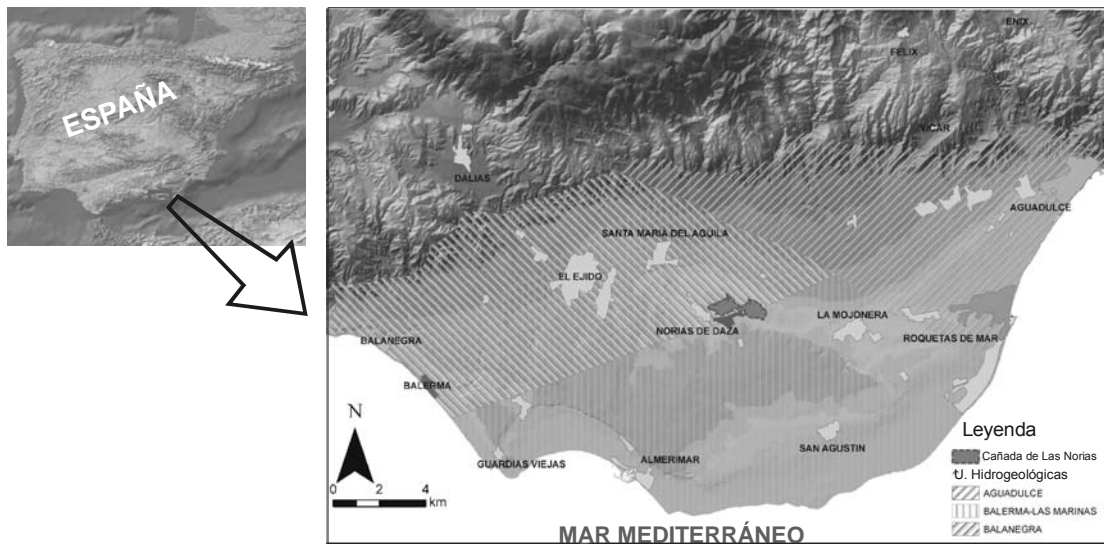 ESPAÑA
ENIX
FELIX
VICAR
DALIAS
AGUADULCE
SANTA MARIA DEL AGUILA
EL EJIDO
LA MOJONERA
NORIAS DE DAZA
ROQUETAS DE MAR
BALANEGRA
BALERMA
N
SAN AGUSTIN
GUARDIAS VIEJAS
ALMERIMAR
0 2 4
km
MAR MEDITERRÁNEO
Leyenda
Cañada de Las Norias
U. Hidrogeológicas
AGUADULCE
BALERMA-LAS MARINAS
BALANEGRA